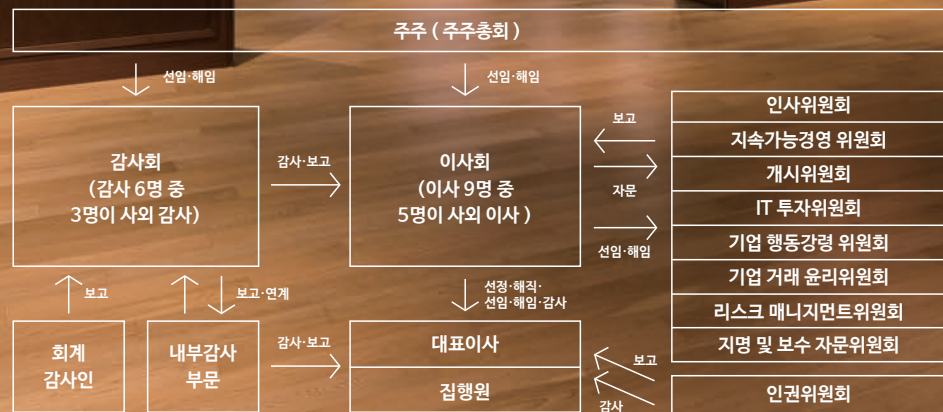 주주 ( 주주총회 )
선임·해임
선임·해임
감사회
(감사 6명 중
3명이 사외 감사)
감사·보고
이사회
(이사 9명 중
5명이 사외 이사 )
보고
자문
선임·해임
인사위원회
지속가능경영 위원회
개시위원회
IT 투자위원회
기업 행동강령 위원회
기업 거래 윤리위원회
리스크 매니지먼트위원회
지명 및 보수 자문위원회
보고
보고·연계
선정·해직·
선임·해임·감사
회계
감사인
내부감사
부문
감사·보고
대표이사
집행원
보고
감사
인권위원회